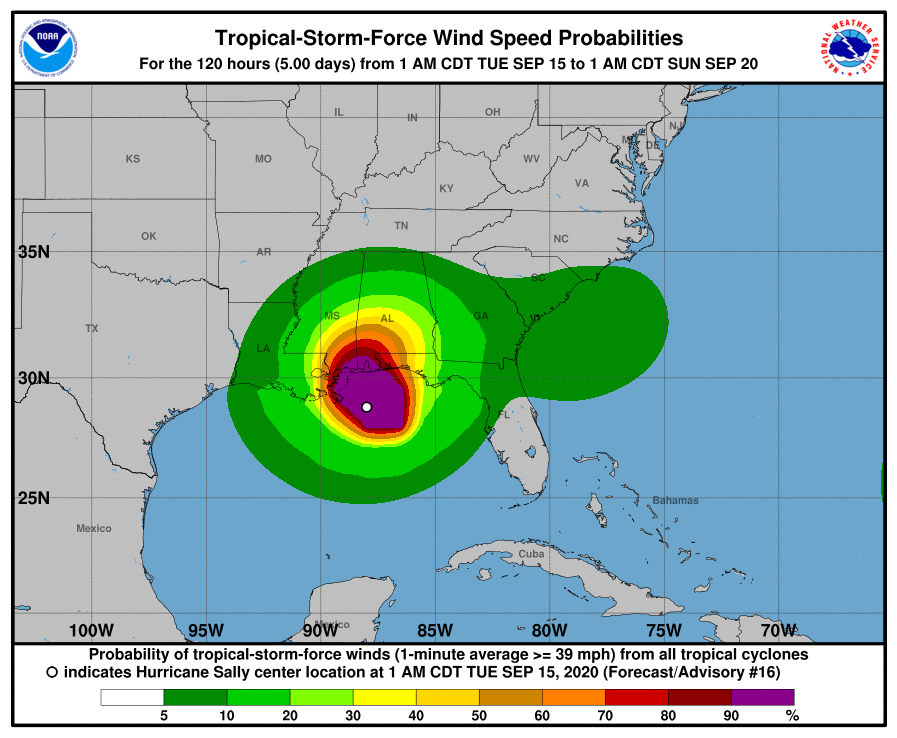 NOAA
NATIONAL WEATHER SERVICE
Tropical-Storm-Force Wind Speed Probabilities
For the 120 hours (5.00 days) from 1 AM CDT TUE SEP 15 to 1 AM CDT SUN SEP 20
IL
IN
OH
NJ
DE
KS
MO
WV
VA
KY
TN
NC
OK
AR
35N
SC
MS
AL
GA
TX
LA
30N
FL
25N
Bahamas
Mexico
Cuba
Mexico
100W
95W
90W
85W
80W
75W
70W
Probability of tropical-storm-force winds (1-minute average >= 39 mph) from all tropical cyclones
indicates Hurricane Sally center location at 1 AM CDT TUE SEP 15, 2020 (Forecast/Advisory #16)
5 10 20 30 40 50 60 70 80 90 %